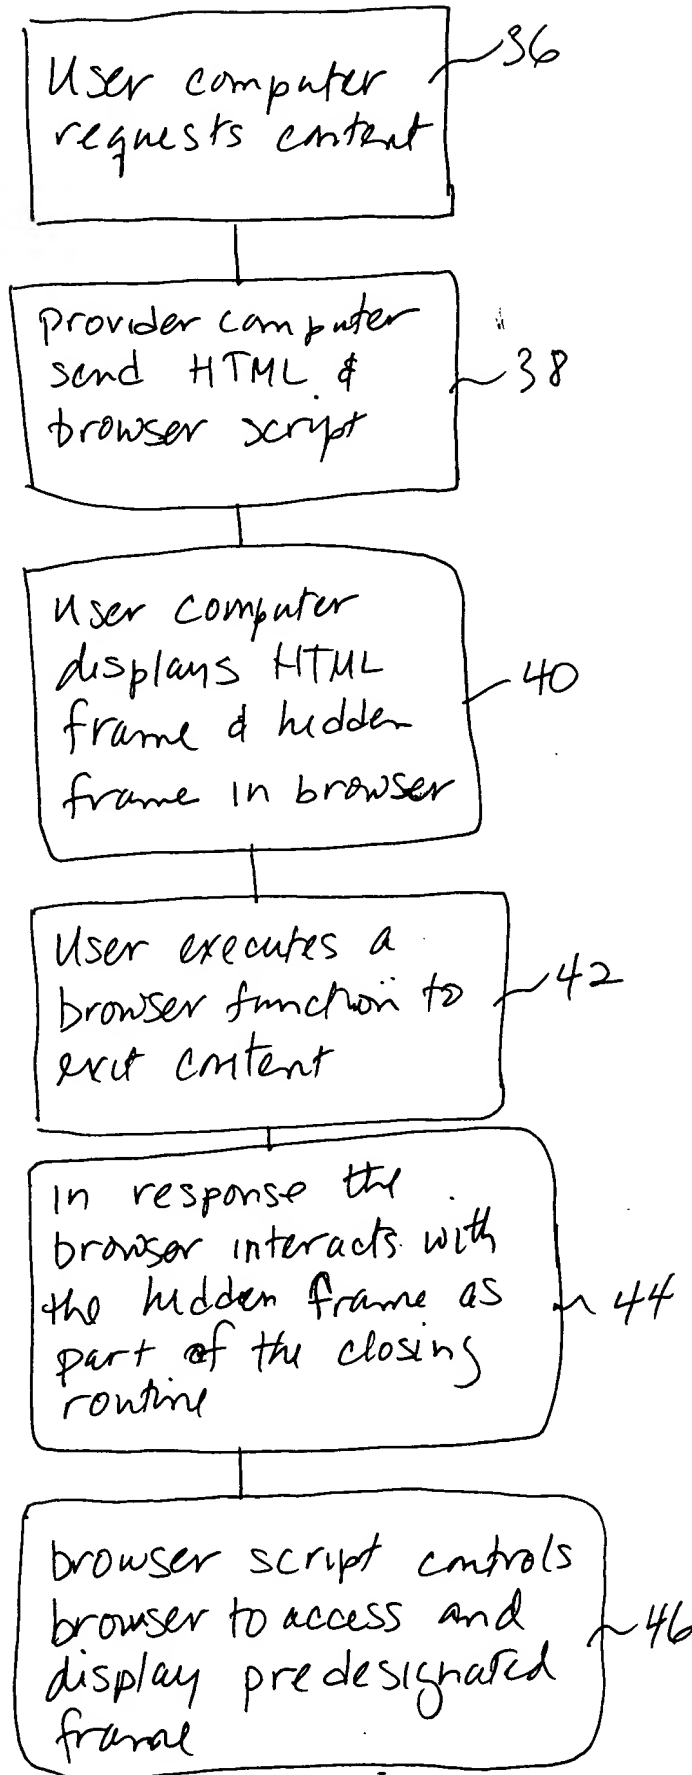 User computer
requests content
36
provider computer
send HTML &
browser script
38
User computer
displays HTML
frame & hidden
frame in browser
40
User executes a
browser function to
exit content
42
In response the
browser interacts with
the hidden frame as
part of the closing
routine
44
browser script controls
browser to access and
display predesignated
frame
46